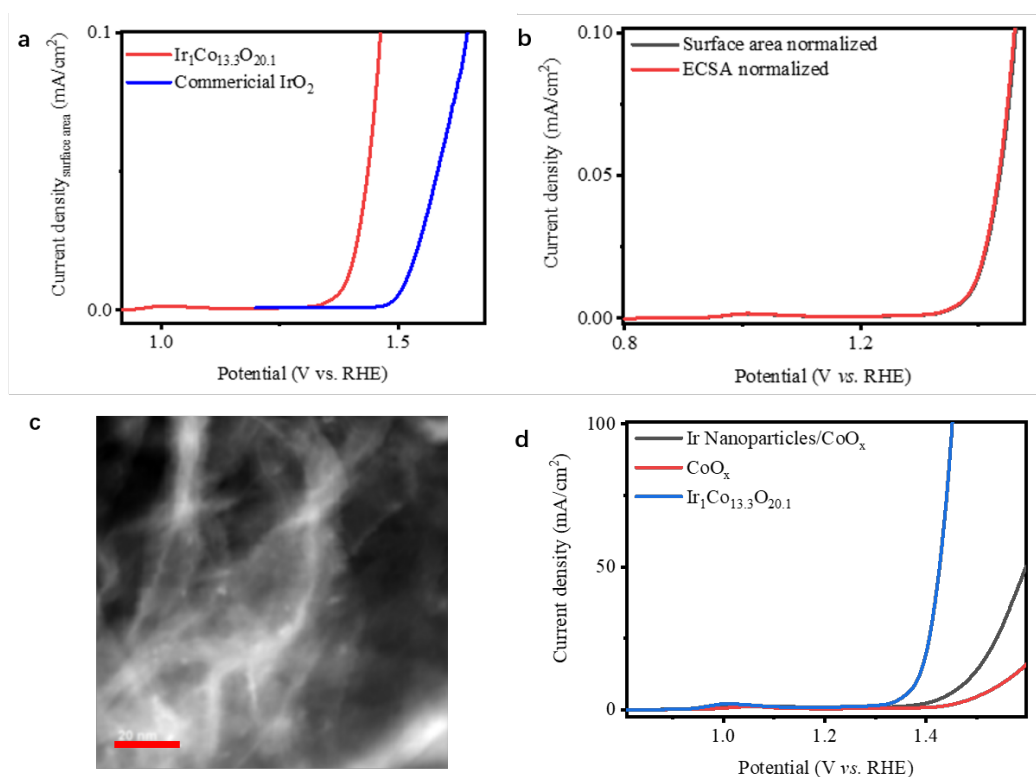 a
0.1
Ir₁Co₁₃.₃O₂₀.₁
Commericial IrO₂
Current density surface area (mA/cm²)
0.0
1.0
1.5
Potential (V vs. RHE)
b
0.10
Surface area normalized
ECSA normalized
Current density (mA/cm²)
0.05
0.00
0.8
1.2
Potential (V vs. RHE)
c
20 nm
d
100
Ir Nanoparticles/CoOₓ
CoOₓ
Ir₁Co₁₃.₃O₂₀.₁
Current density (mA/cm²)
50
0
1.0
1.2
1.4
Potential (V vs. RHE)